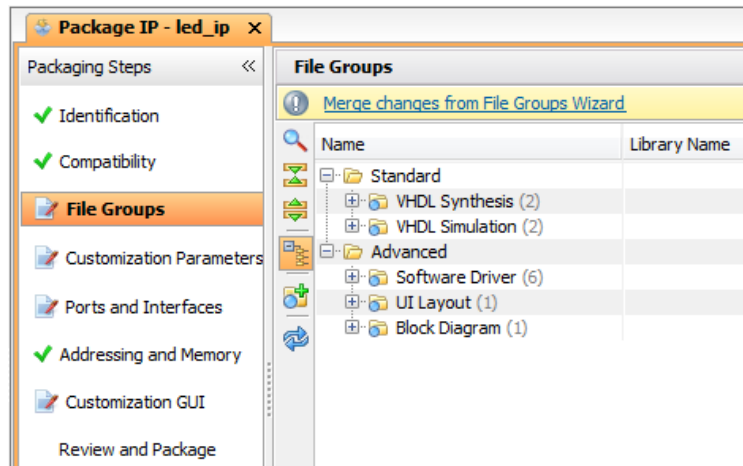 Package IP - led_ip X
Packaging Steps «
Identification
Compatibility
File Groups
Customization Parameters
Ports and Interfaces
Addressing and Memory
Customization GUI
Review and Package
File Groups
Merge changes from File Groups Wizard
Name Library Name
Standard
VHDL Synthesis (2)
VHDL Simulation (2)
Advanced
Software Driver (6)
UI Layout (1)
Block Diagram (1)